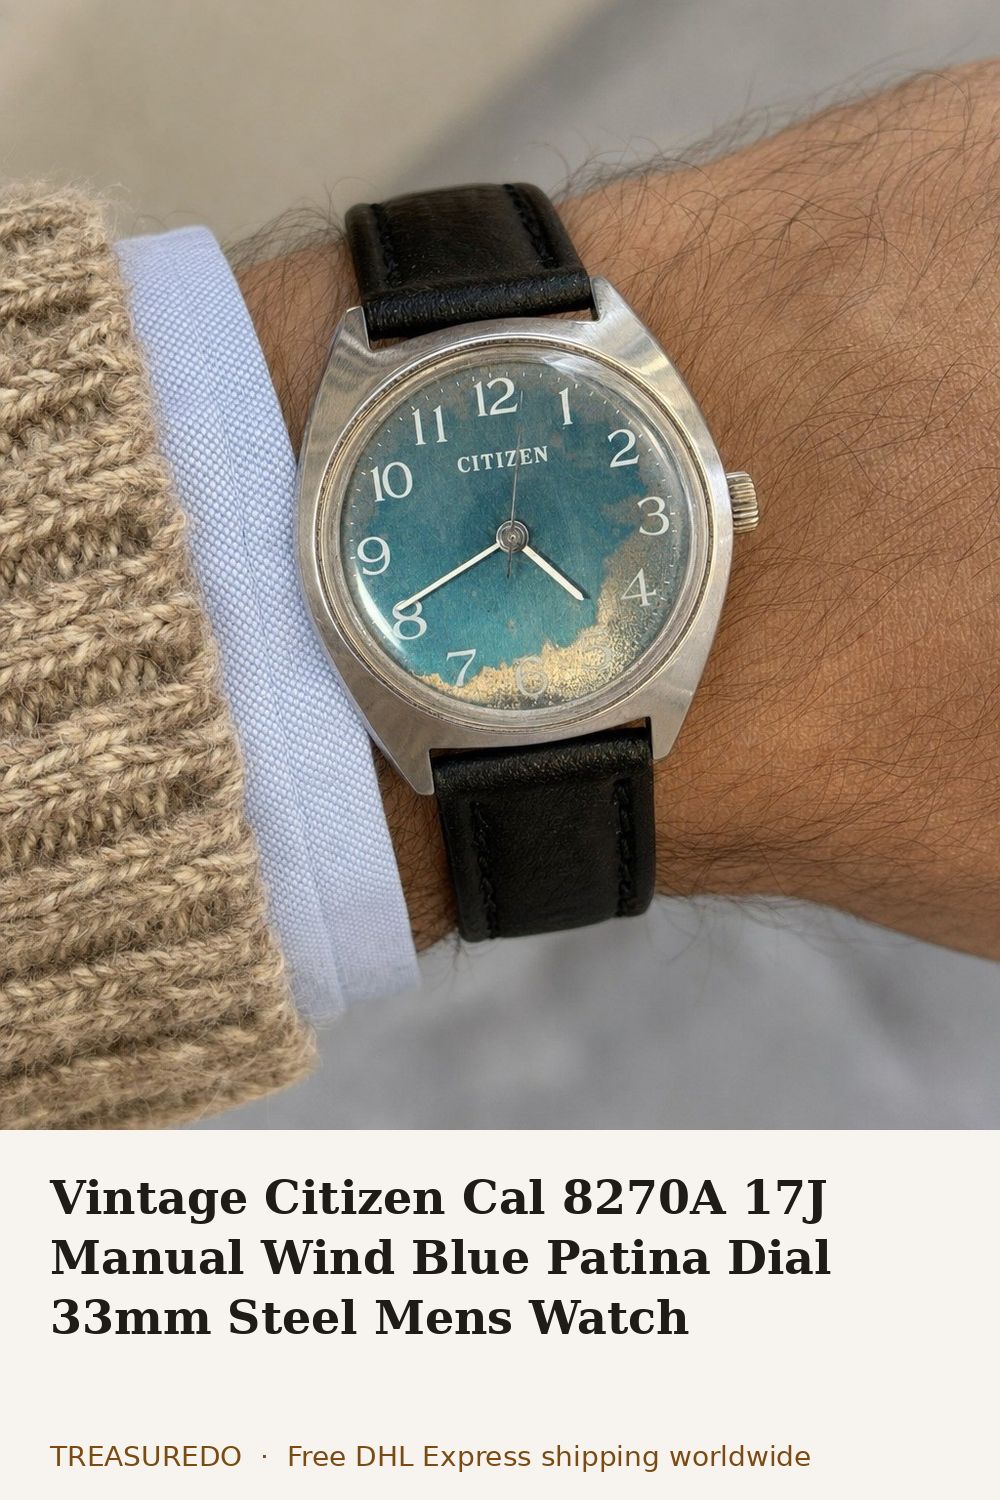 12
11
1
10
2
CITIZEN
9
3
8
4
7
6
5
Vintage Citizen Cal 8270A 17J
Manual Wind Blue Patina Dial
33mm Steel Mens Watch
TREASUREDO · Free DHL Express shipping worldwide